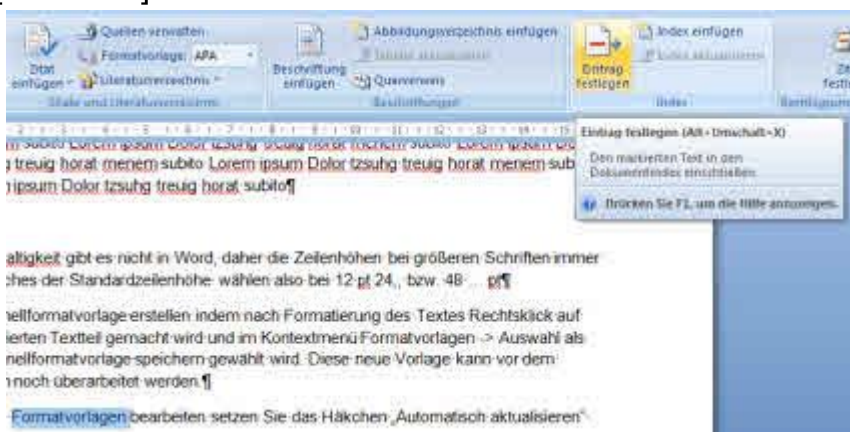 Quellen verwalten
Formatvorlage: APA
Literaturverzeichnis
Zitat
einfügen
Zitate und Literaturverzeichnis
Abbildungsverzeichnis einfügen
Tabelle aktualisieren
Querverweis
Beschriftung
einfügen
Beschriftungen
Eintrag
festlegen
Index einfügen
Index aktualisieren
Index
Eintrag festlegen (Alt+Umschalt+X)
Den markierten Text in den
Dokumentindex einschließen.
Drücken Sie F1, um die Hilfe anzuzeigen.
subito Lorem ipsum Dolor tzsuhg treuig horat menem subito Lorem ipsum
treuig horat menem subito Lorem ipsum Dolor tzsuhg treuig horat menem sub
ipsum Dolor tzsuhg treuig horat subito¶
altigkeit gibt es nicht in Word, daher die Zeilenhöhen bei größeren Schriften immer
ches der Standardzeilenhöhe wählen also bei 12 pt 24,, bzw. 48 ... pt¶
nellformatvorlage erstellen indem nach Formatierung des Textes Rechtsklick auf
ierten Textteil gemacht wird und im Kontextmenü Formatvorlagen -> Auswahl als
nellformatvorlage speichern gewählt wird. Diese neue Vorlage kann vor dem
n noch überarbeitet werden.¶
Formatvorlagen bearbeiten setzen Sie das Häkchen „Automatisch aktualisieren“